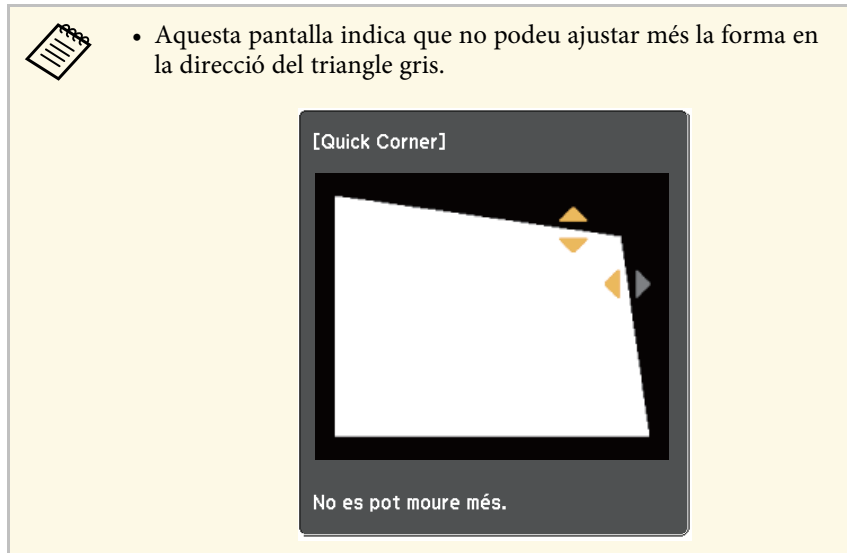 • Aquesta pantalla indica que no podeu ajustar més la forma en
la direcció del triangle gris.
[Quick Corner]
No es pot moure més.